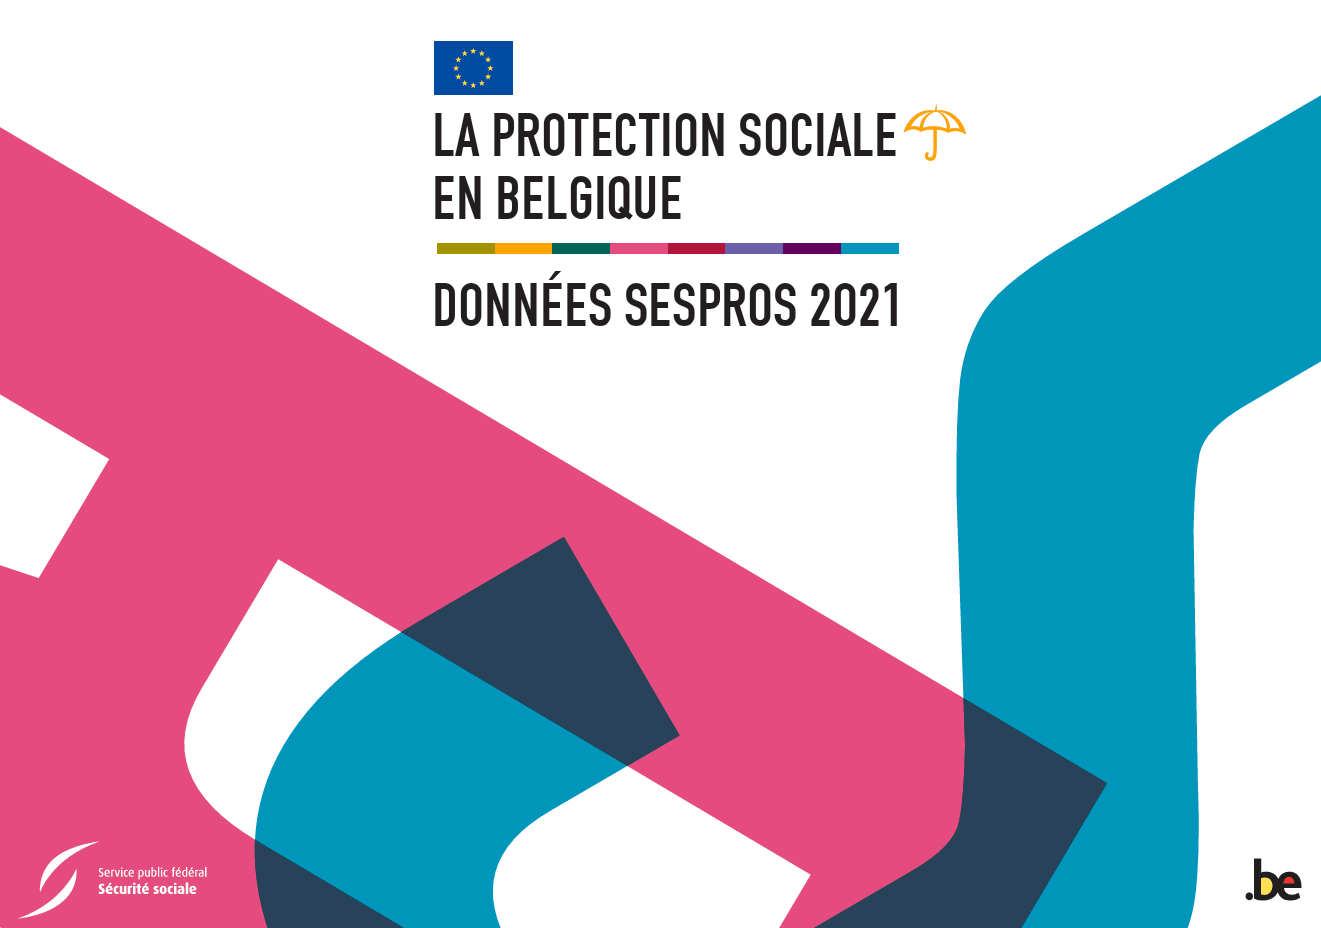 LA PROTECTION SOCIALE
EN BELGIQUE
DONNÉES SESPROS 2021
Service public fédéral
Sécurité sociale
.be